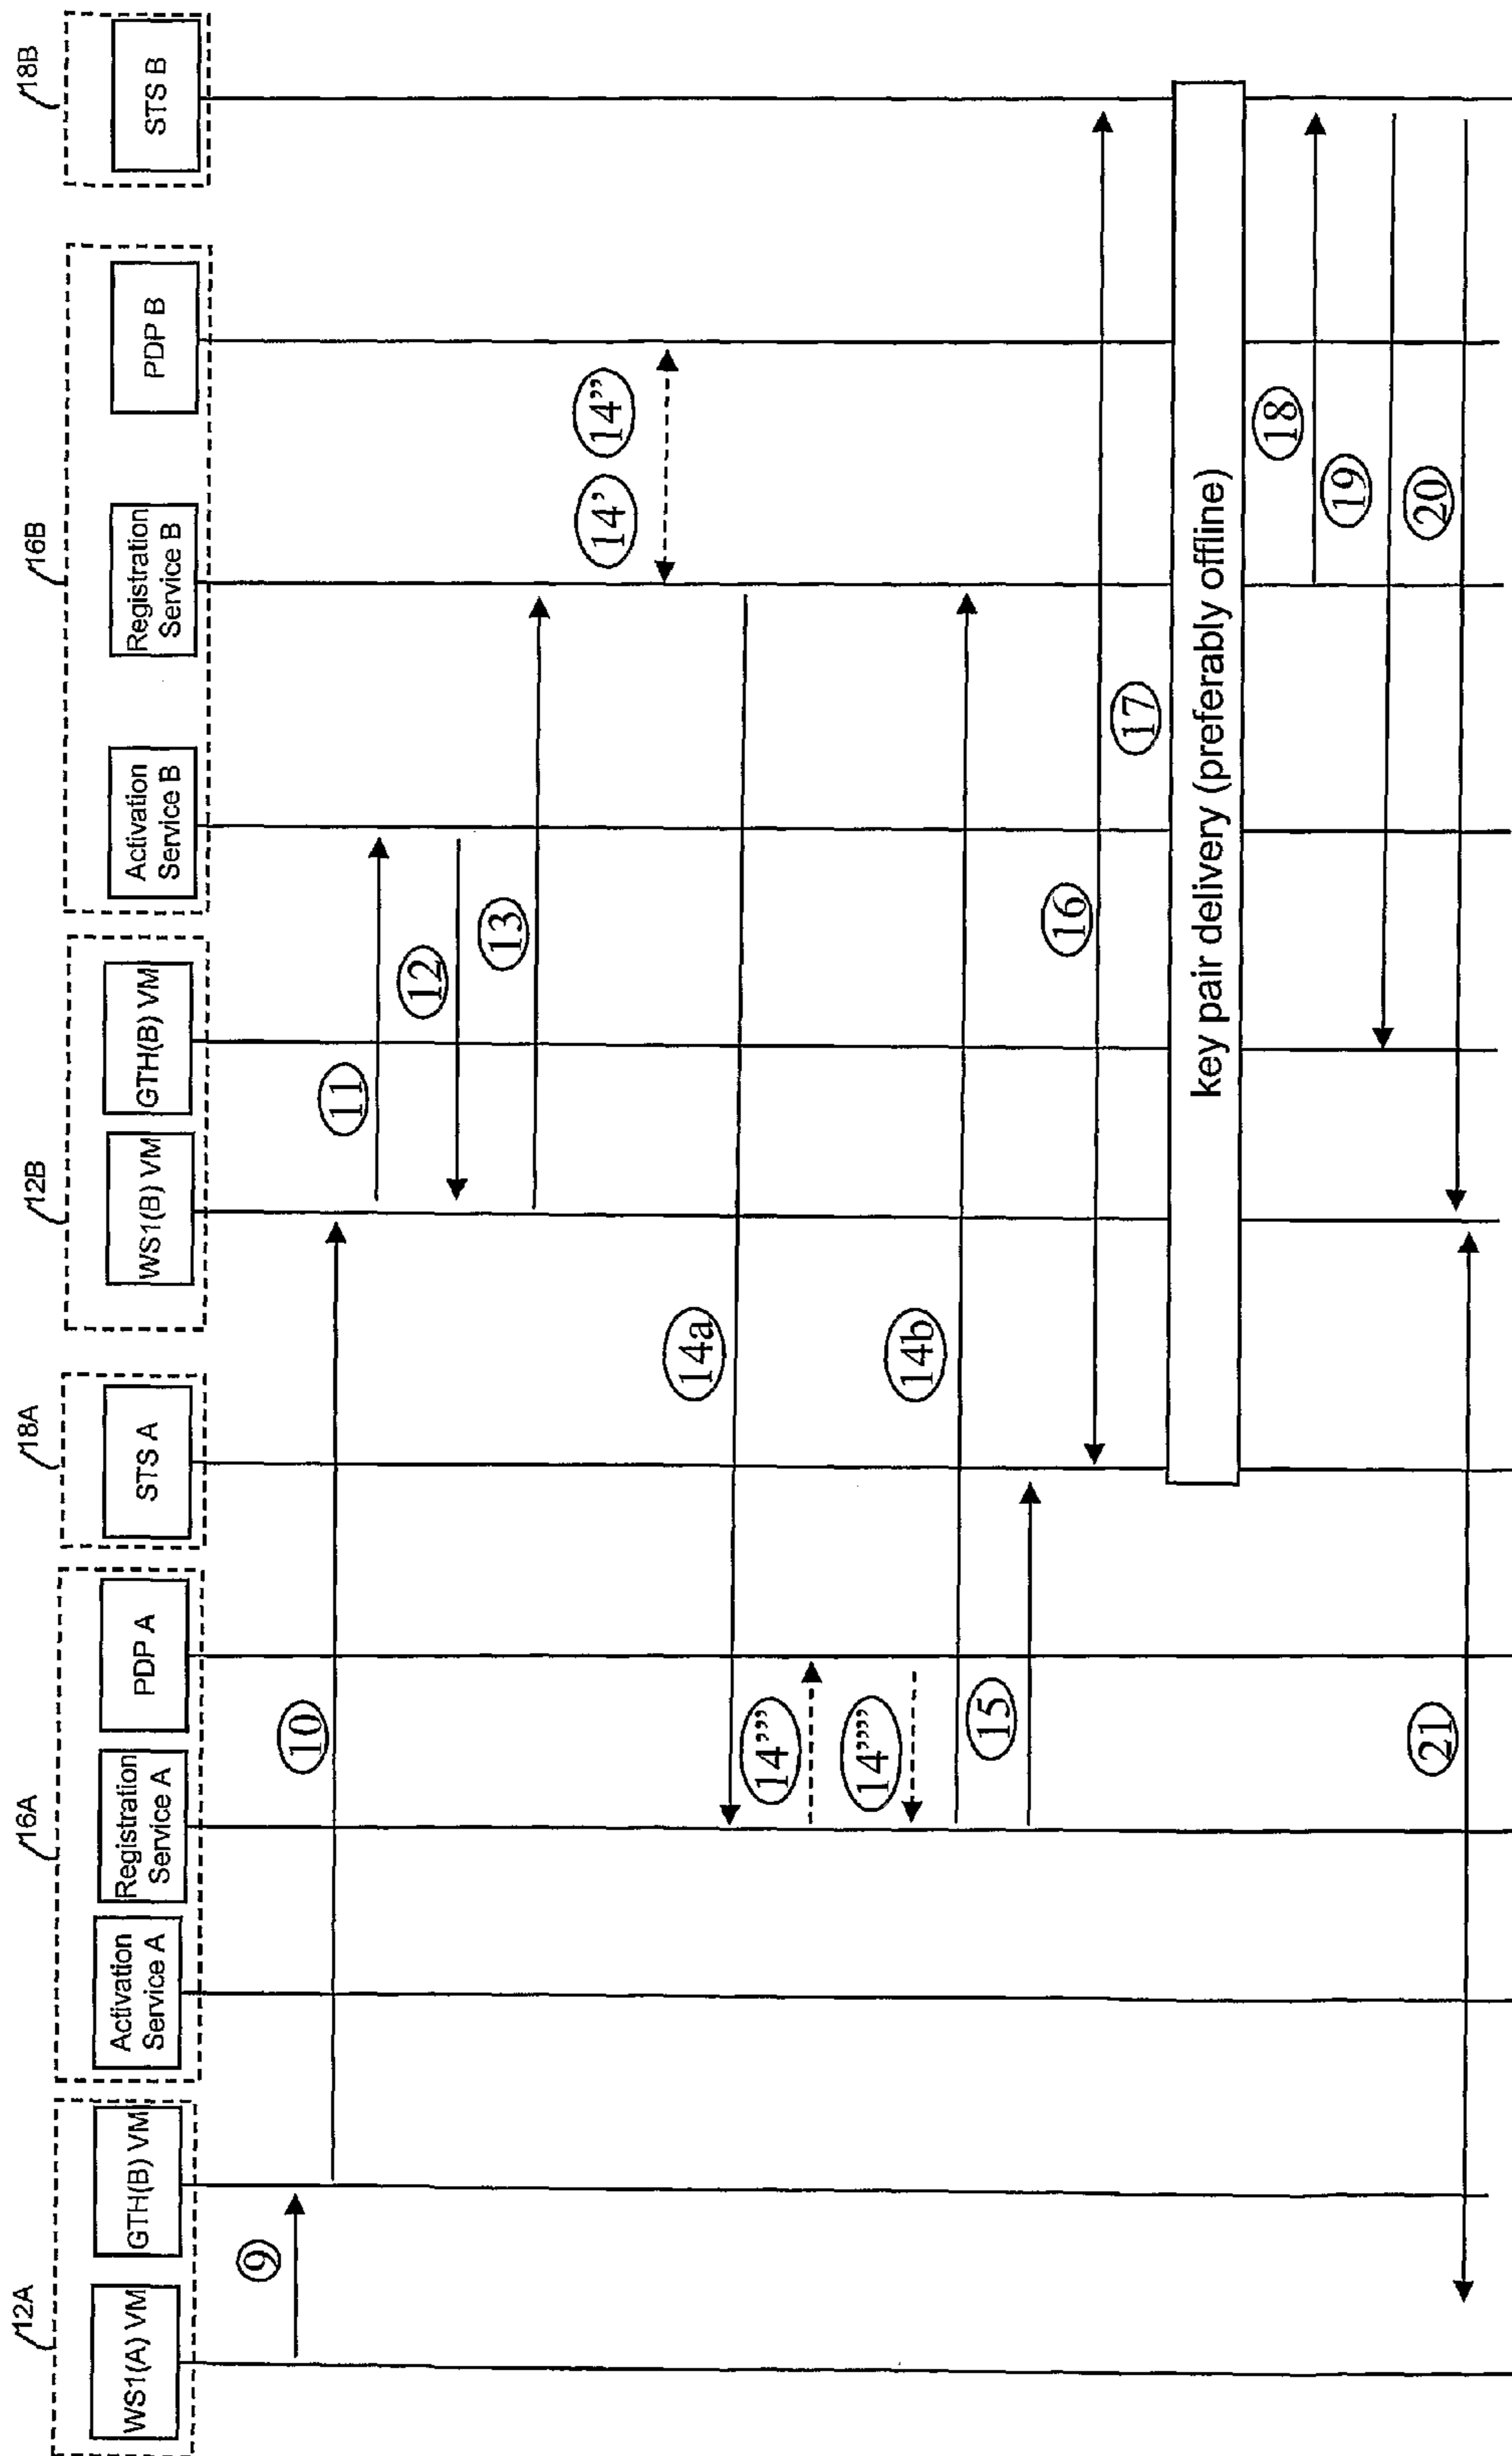 12A
16A
18A
12B
16B
18B
WS1(A) VM
GTH(B) VM
Activation
Service A
Registration
Service A
PDP A
STS A
WS1(B) VM
GTH(B) VM
Activation
Service B
Registration
Service B
PDP B
STS B
9
10
11
12
13
14’
14”
14a
14”’
14””
14b
15
16
17
key pair delivery (preferably offline)
18
19
20
21